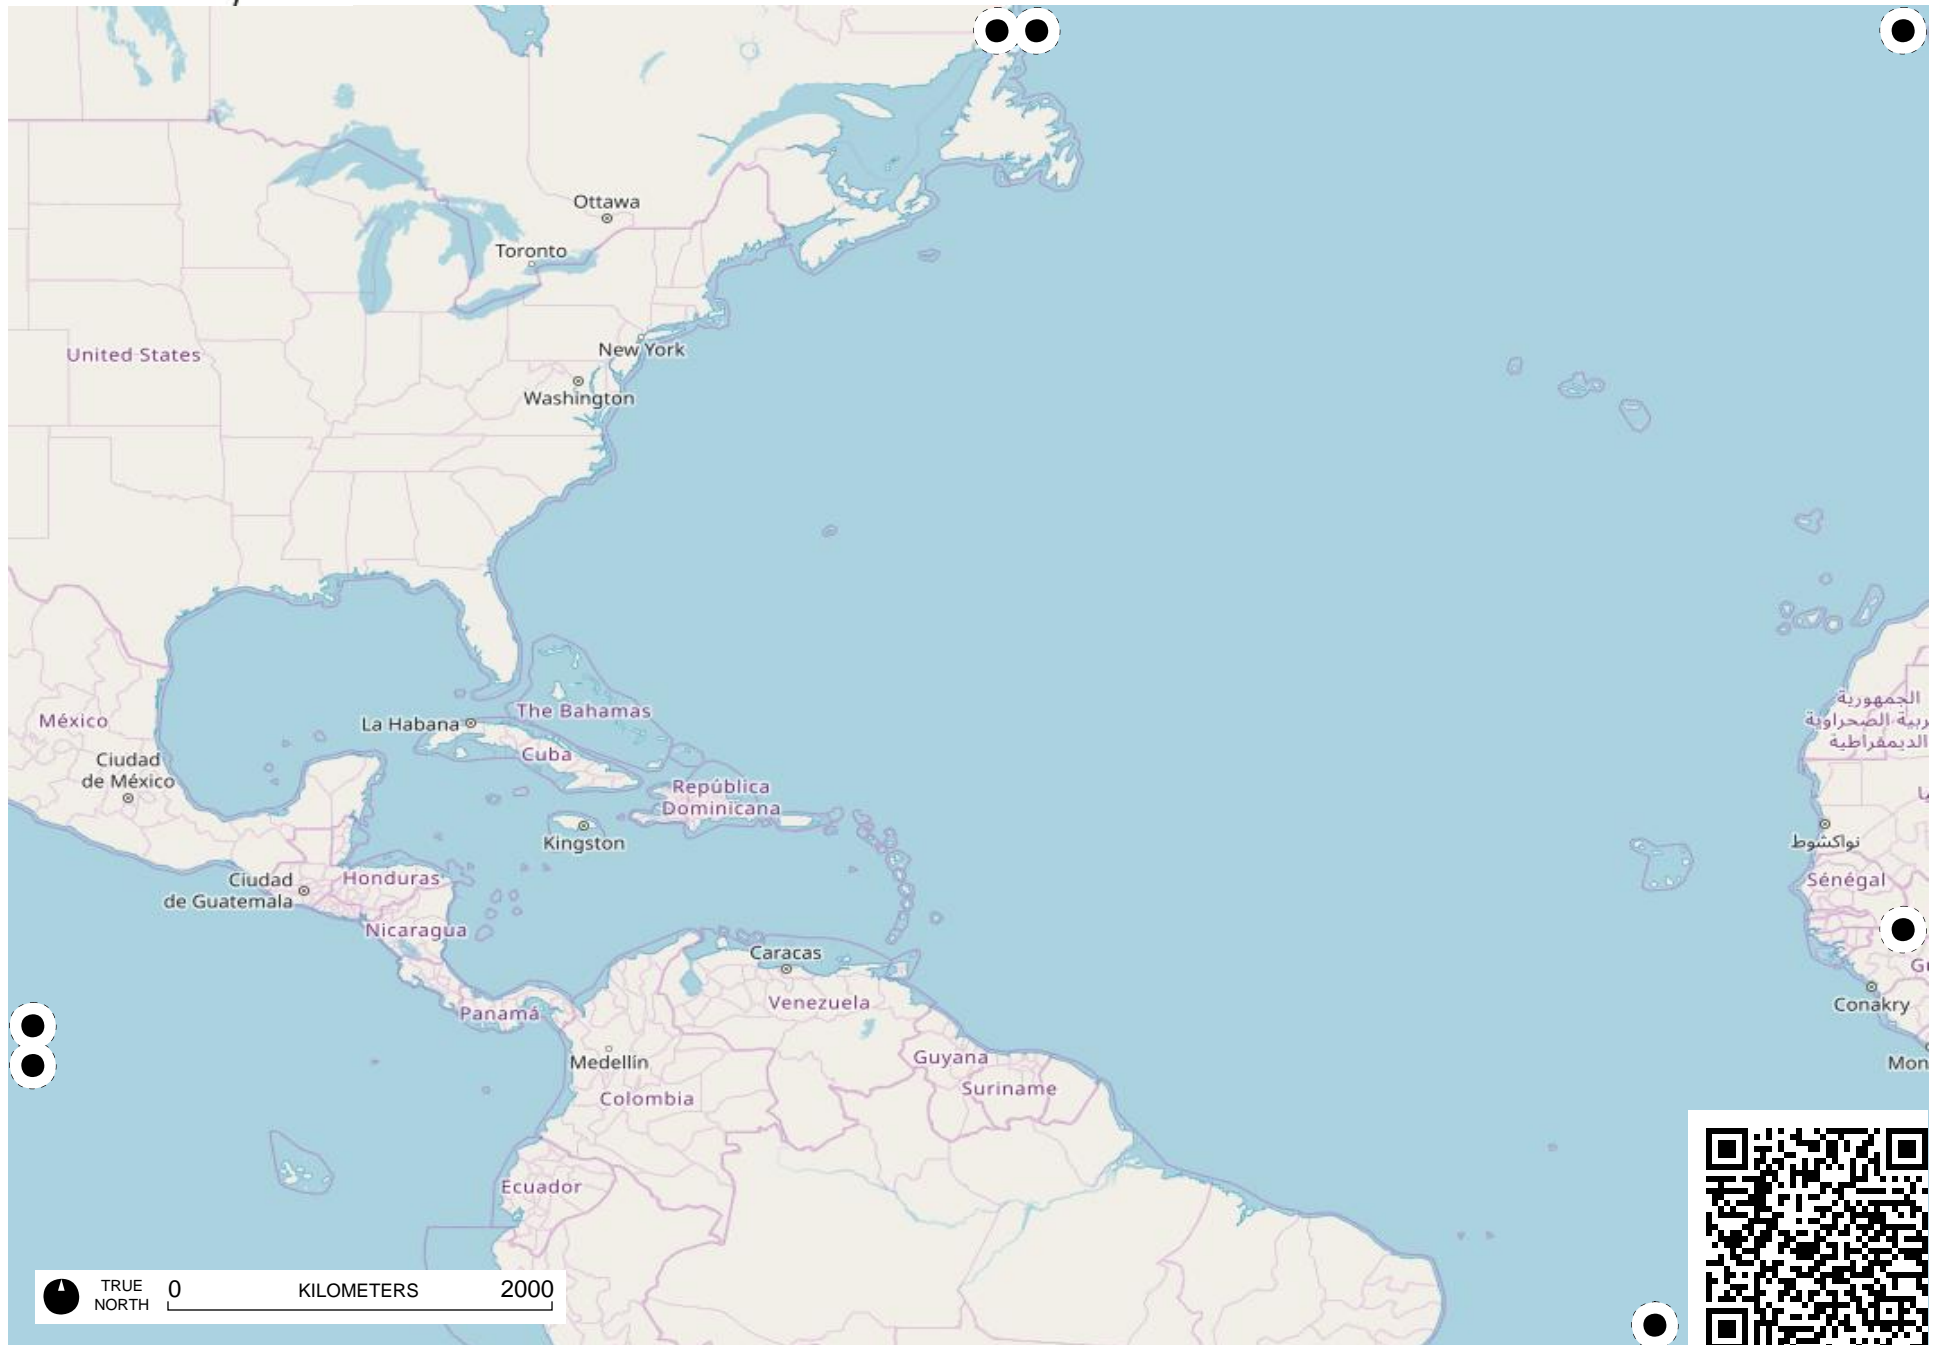 Ottawa
Toronto
New York
United States
Washington
الجمهورية
الديمقراطية
The Bahamas
La Habana
México
Cuba
Ciudad
de México
República
Dominicana
نواكشوط
Kingston
Sénégal
Honduras
Ciudad
de Guatemala
Nicaragua
Caracas
Venezuela
Conakry
Panamá
Medellín
Guyana
Suriname
Colombia
Ecuador
TRUE
NORTH
0 KILOMETERS 2000